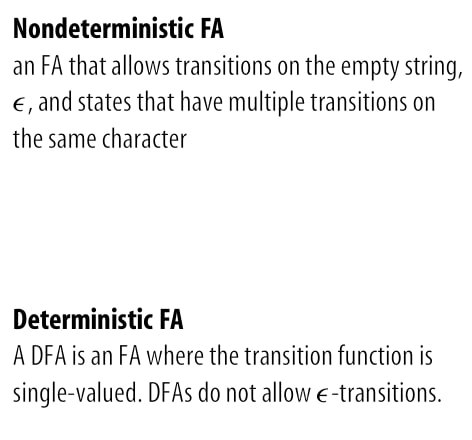 Nondeterministic FA
an FA that allows transitions on the empty string,
ϵ, and states that have multiple transitions on
the same character
Deterministic FA
A DFA is an FA where the transition function is
single-valued. DFAs do not allow ϵ-transitions.